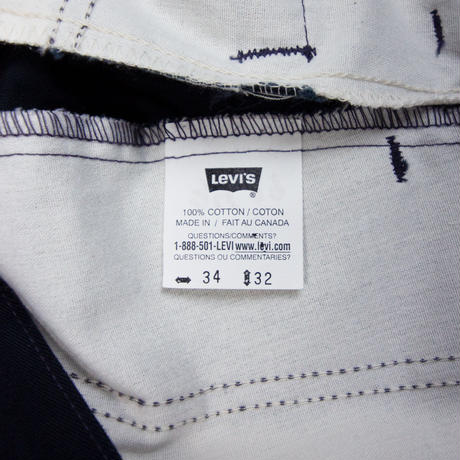 LEVI'S
®
100% COTTON / COTON
MADE IN / FAIT AU CANADA
QUESTIONS/COMMENTS?
1-888-501-LEVI www.levi.com
QUESTIONS OU COMMENTAIRES?
34 32